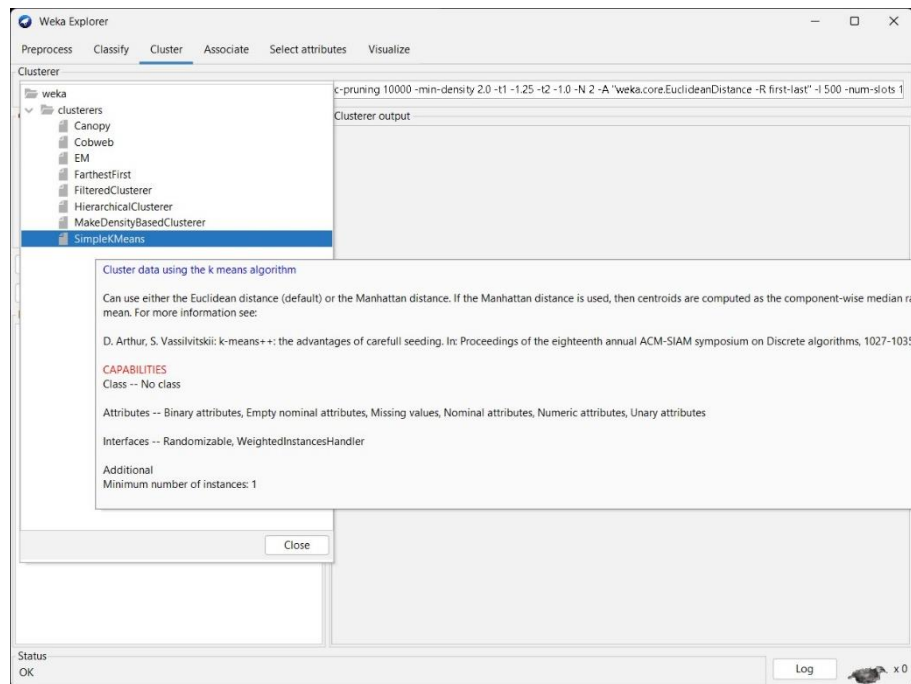 Weka Explorer
Preprocess Classify Cluster Associate Select attributes Visualize
Clusterer
weka
c-pruning 10000 -min-density 2.0 -t1 -1.25 -t2 -1.0 -N 2 -A "weka.core.EuclideanDistance -R first-last" -I 500 -num-slots 1
clusterers
Clusterer output
Canopy
Cobweb
EM
FarthestFirst
FilteredClusterer
HierarchicalClusterer
MakeDensityBasedClusterer
SimpleKMeans
Cluster data using the k means algorithm
Can use either the Euclidean distance (default) or the Manhattan distance. If the Manhattan distance is used, then centroids are computed as the component-wise median ra
mean. For more information see:
D. Arthur, S. Vassilvitskii: k-means++: the advantages of carefull seeding. In: Proceedings of the eighteenth annual ACM-SIAM symposium on Discrete algorithms, 1027-1035
CAPABILITIES
Class -- No class
Attributes -- Binary attributes, Empty nominal attributes, Missing values, Nominal attributes, Numeric attributes, Unary attributes
Interfaces -- Randomizable, WeightedInstancesHandler
Additional
Minimum number of instances: 1
Close
Status
OK
Log x 0